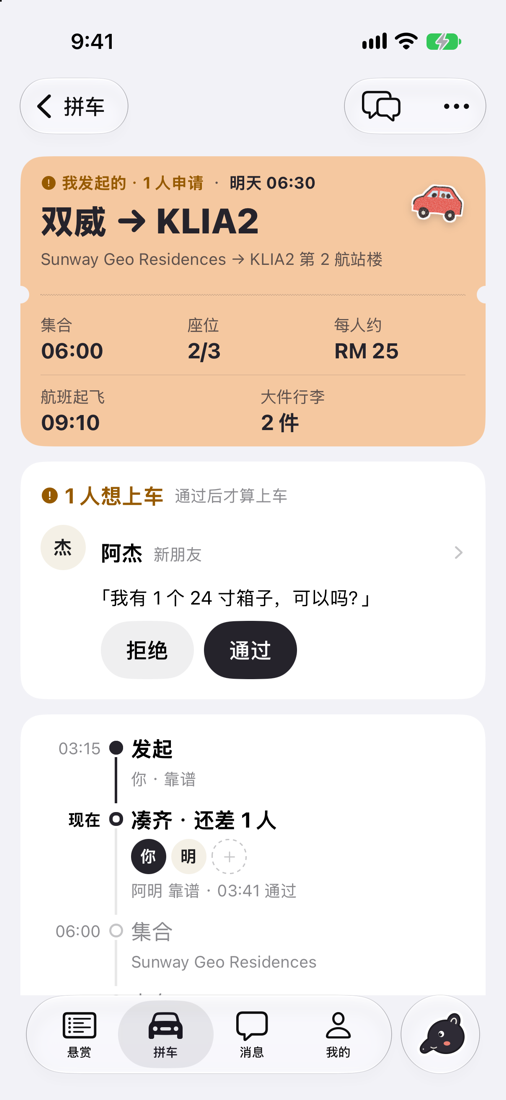 9:41
拼车
我发起的 · 1 人申请 · 明天 06:30
双威 → KLIA2
Sunway Geo Residences → KLIA2 第 2 航站楼
集合 座位 每人约
06:00 2/3 RM 25
航班起飞 大件行李
09:10 2 件
1 人想上车 通过后才算上车
杰 阿杰 新朋友
「我有 1 个 24 寸箱子，可以吗?」
拒绝 通过
03:15 发起
你 · 靠谱
现在 凑齐 · 还差 1 人
你 明 +
阿明 靠谱 · 03:41 通过
06:00 集合
Sunway Geo Residences
悬赏 拼车 消息 我的